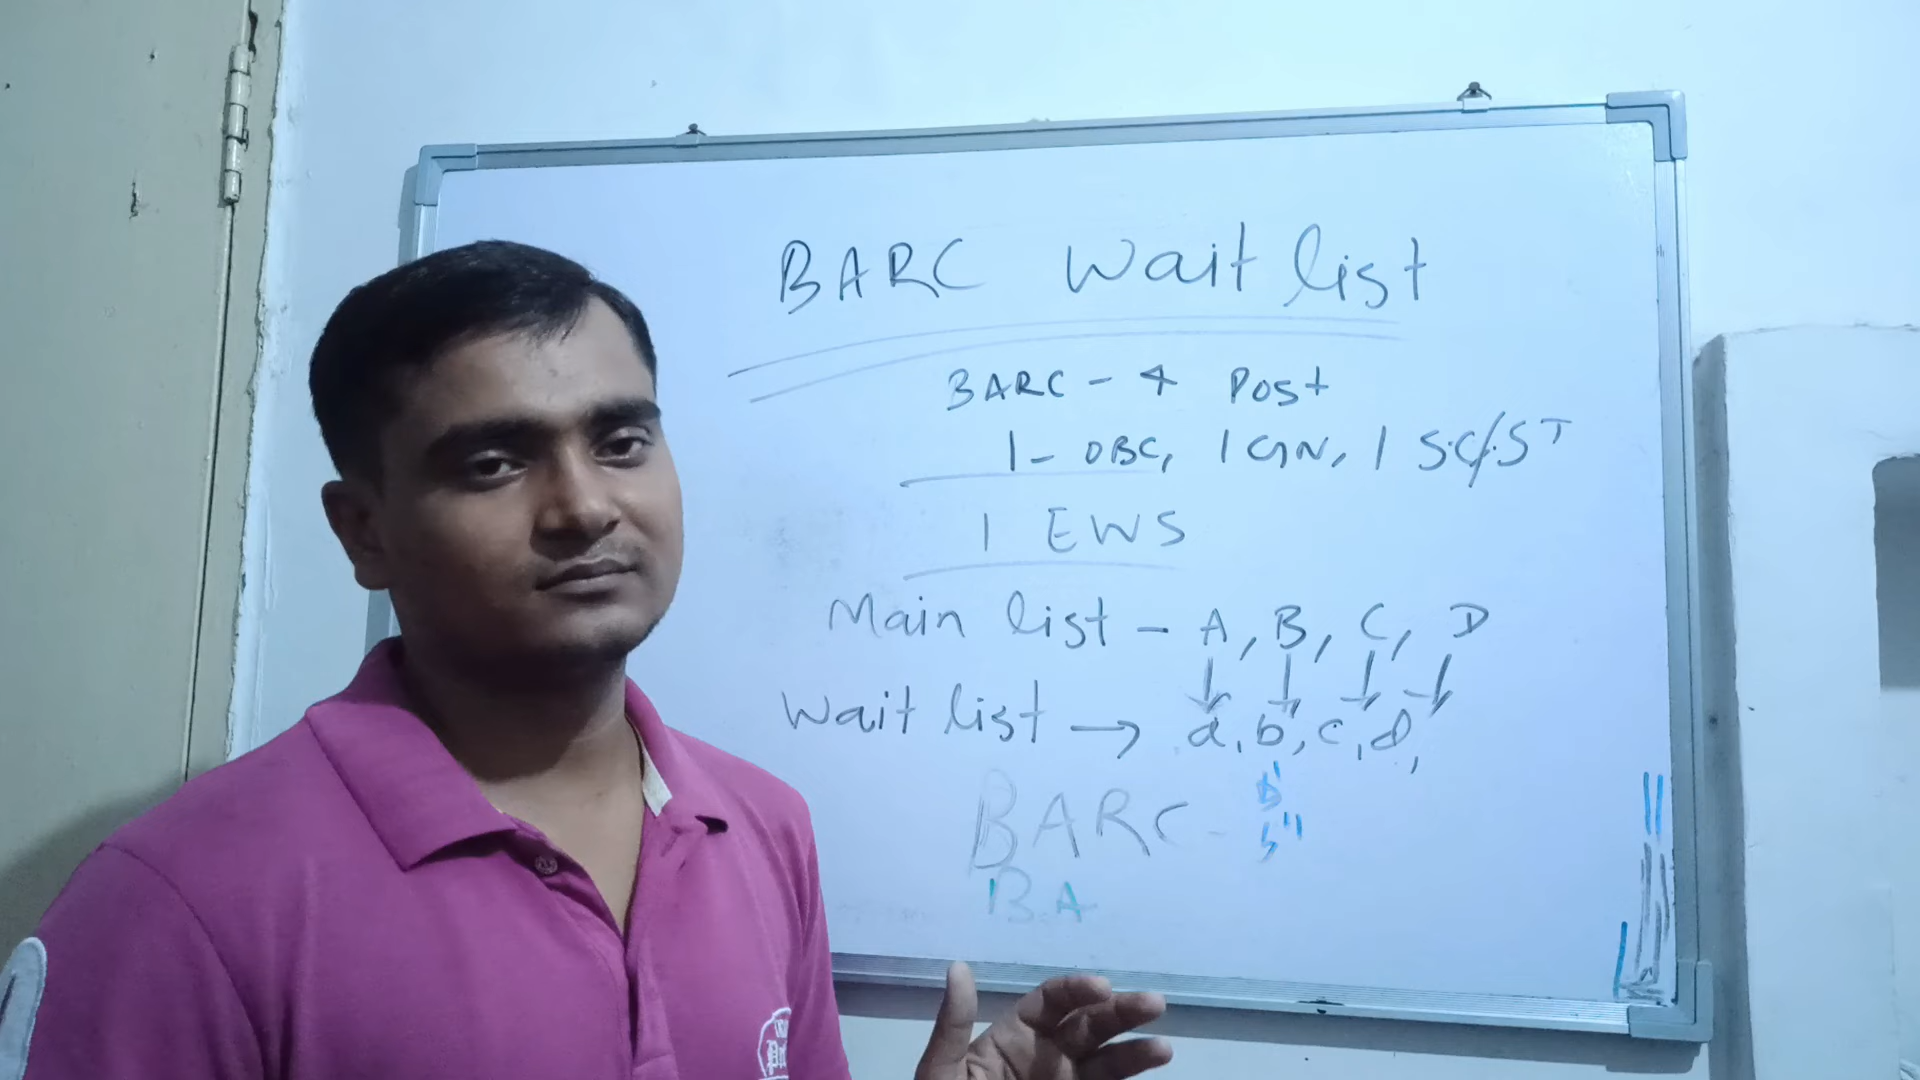 BARC Wait list
BARC - 4 Post
1 - OBC, 1 GN, 1 S.C/.ST
1 EWS
Main list - A, B, C, D
Wait list → a, b, c, d,
b'
BARC -
b"
BA